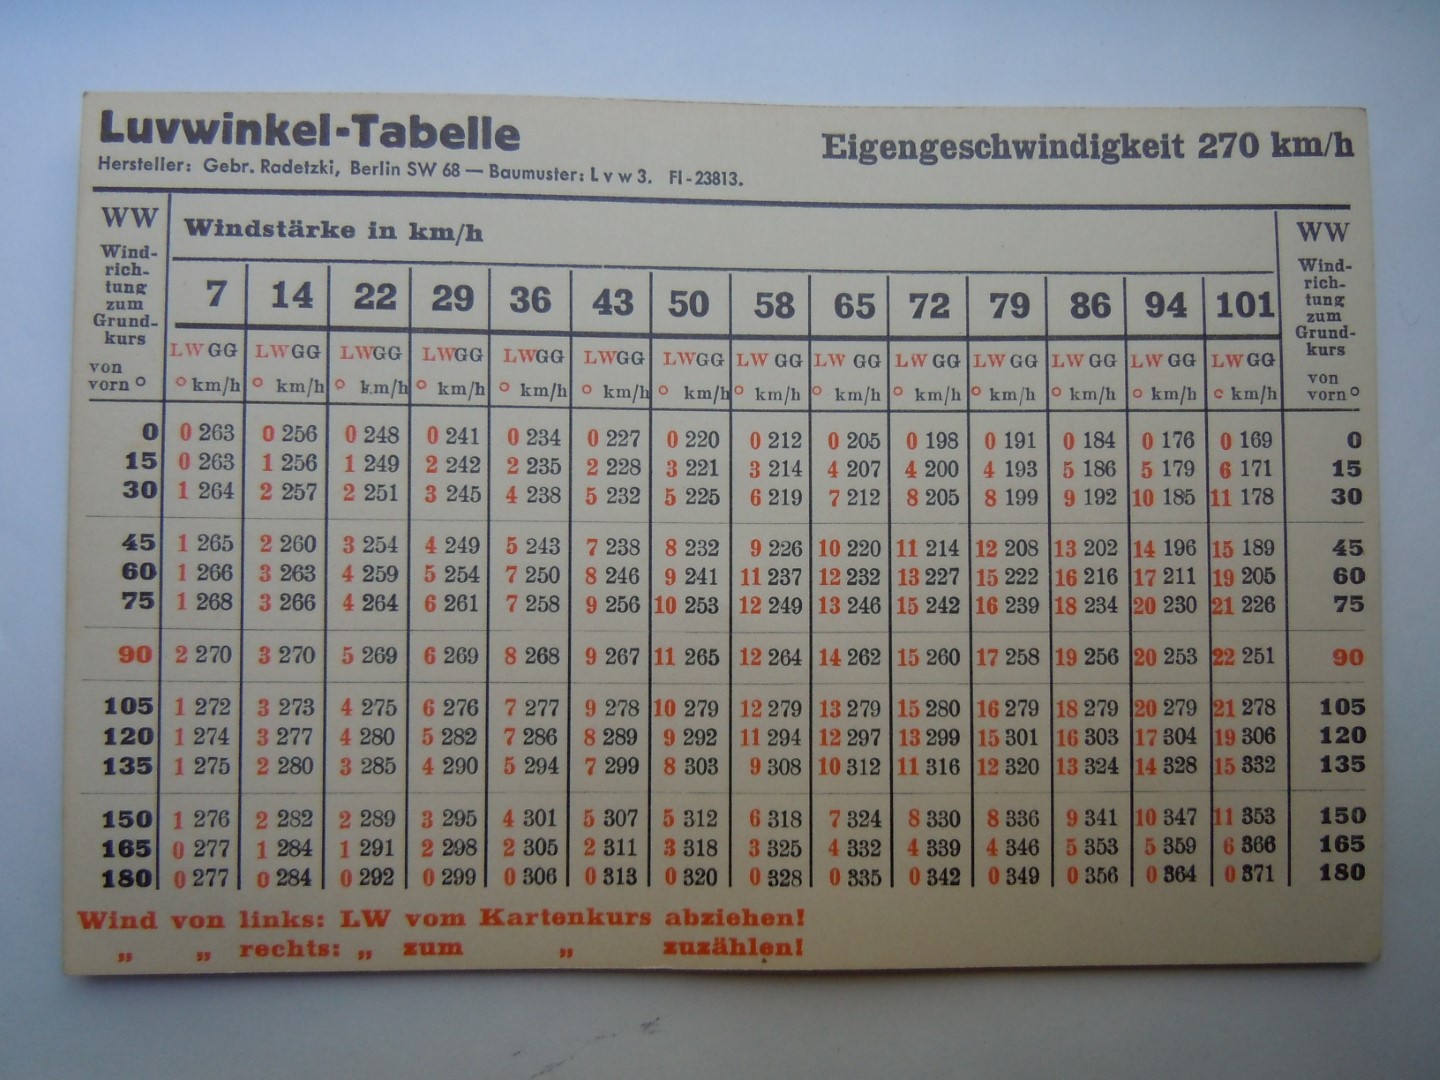 Luvwinkel-Tabelle
Eigengeschwindigkeit 270 km/h
Hersteller: Gebr. Radetzki, Berlin SW 68 — Baumuster: L v w 3. Fl-23813.
WW
Windstärke in km/h
WW
Wind-
rich-
tung
zum
Grund-
kurs
von
vorn °
Wind-
rich-
tung
zum
Grund-
kurs
von
vorn °
7 14 22 29 36 43 50 58 65 72 79 86 94 101
LW GG LW GG LW GG LW GG LW GG LW GG LW GG LW GG LW GG LW GG LW GG LW GG LW GG LW GG
° km/h ° km/h ° km/h ° km/h ° km/h ° km/h ° km/h ° km/h ° km/h ° km/h ° km/h ° km/h ° km/h ° km/h
0 0 263 0 256 0 248 0 241 0 234 0 227 0 220 0 212 0 205 0 198 0 191 0 184 0 176 0 169 0
15 0 263 1 256 1 249 2 242 2 235 2 228 3 221 3 214 4 207 4 200 4 193 5 186 5 179 6 171 15
30 1 264 2 257 2 251 3 245 4 238 5 232 5 225 6 219 7 212 8 205 8 199 9 192 10 185 11 178 30
45 1 265 2 260 3 254 4 249 5 243 7 238 8 232 9 226 10 220 11 214 12 208 13 202 14 196 15 189 45
60 1 266 3 263 4 259 5 254 7 250 8 246 9 241 11 237 12 232 13 227 15 222 16 216 17 211 19 205 60
75 1 268 3 266 4 264 6 261 7 258 9 256 10 253 12 249 13 246 15 242 16 239 18 234 20 230 21 226 75
90 2 270 3 270 5 269 6 269 8 268 9 267 11 265 12 264 14 262 15 260 17 258 19 256 20 253 22 251 90
105 1 272 3 273 4 275 6 276 7 277 9 278 10 279 12 279 13 279 15 280 16 279 18 279 20 279 21 278 105
120 1 274 3 277 4 280 5 282 7 286 8 289 9 292 11 294 12 297 13 299 15 301 16 303 17 304 19 306 120
135 1 275 2 280 3 285 4 290 5 294 7 299 8 303 9 308 10 312 11 316 12 320 13 324 14 328 15 332 135
150 1 276 2 282 2 289 3 295 4 301 5 307 5 312 6 318 7 324 8 330 8 336 9 341 10 347 11 353 150
165 0 277 1 284 1 291 2 298 2 305 2 311 3 318 3 325 4 332 4 339 4 346 5 353 5 359 6 366 165
180 0 277 0 284 0 292 0 299 0 306 0 313 0 320 0 328 0 335 0 342 0 349 0 356 0 364 0 371 180
Wind von links: LW vom Kartenkurs abziehen!
„ „ rechts: „ zum „ zuzählen!